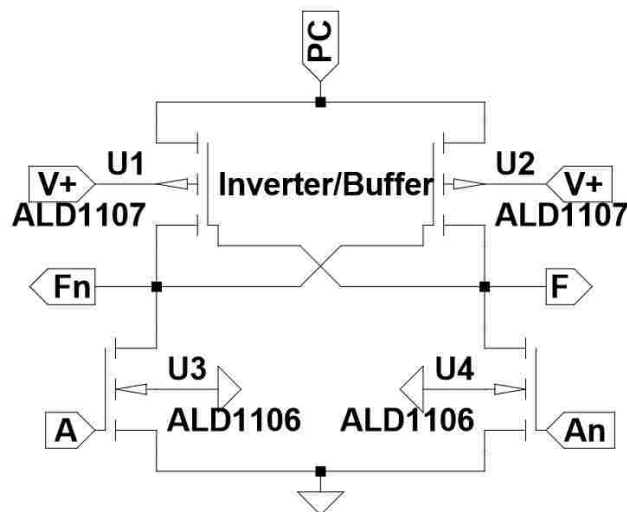 PC
U1
Inverter/Buffer
U2
V+
V+
ALD1107
ALD1107
Fn
F
U3
U4
A
ALD1106
ALD1106
An